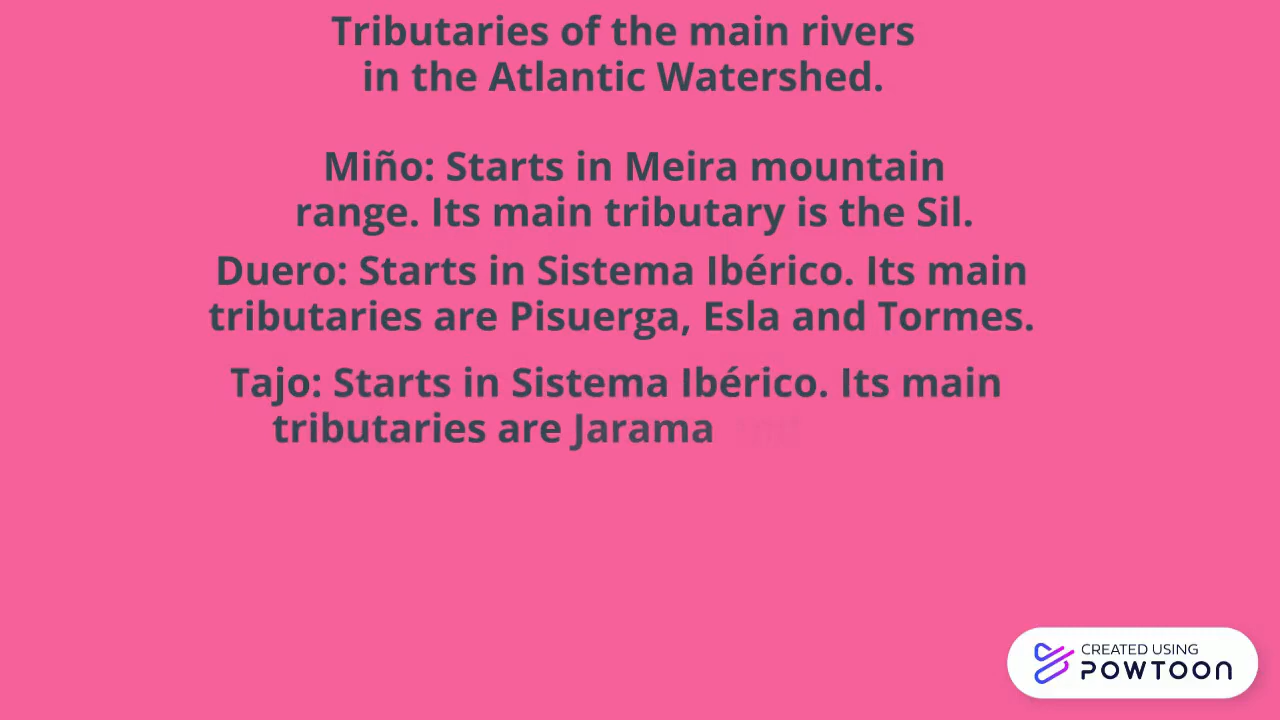 Tributaries of the main rivers
in the Atlantic Watershed.
Miño: Starts in Meira mountain
range. Its main tributary is the Sil.
Duero: Starts in Sistema Ibérico. Its main
tributaries are Pisuerga, Esla and Tormes.
Tajo: Starts in Sistema Ibérico. Its main
tributaries are Jarama
CREATED USING
POWTOON